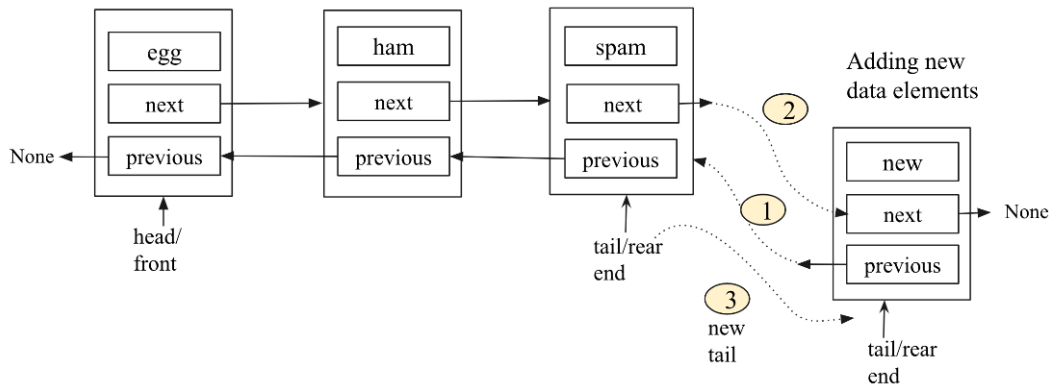 egg
next
previous
None
head/
front
ham
next
previous
spam
next
previous
tail/rear
end
2
1
3
new
tail
Adding new
data elements
new
next
previous
None
tail/rear
end